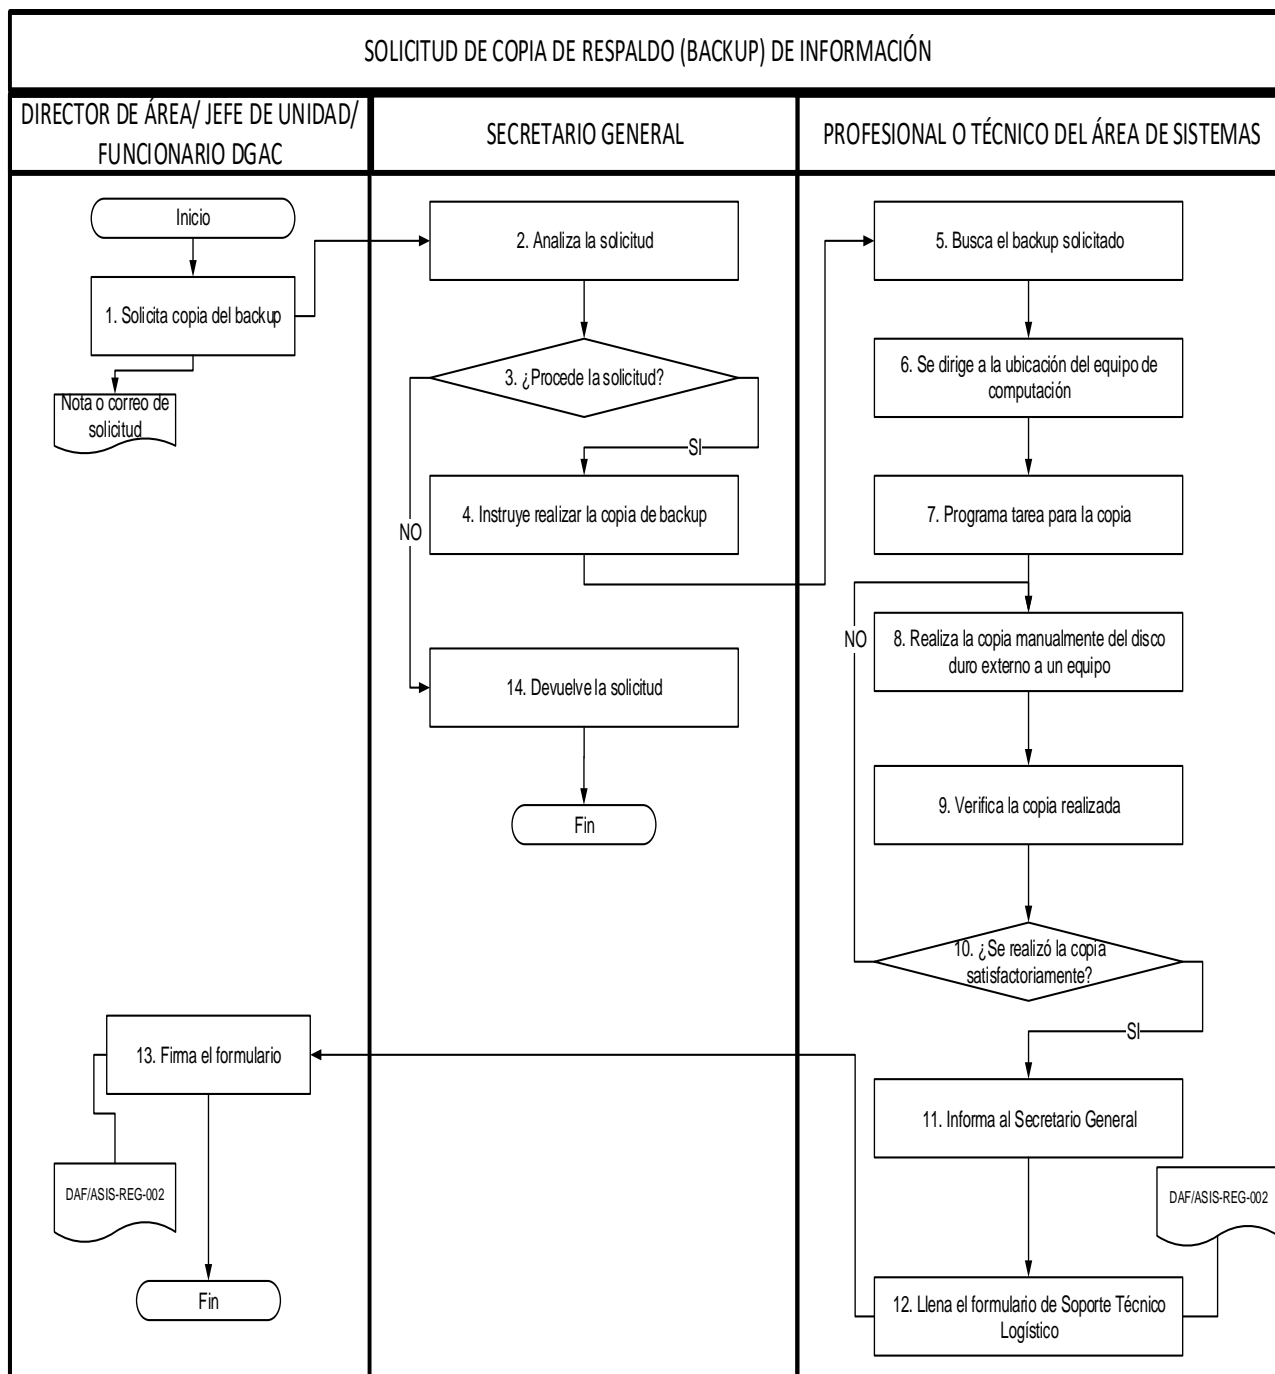 SOLICITUD DE COPIA DE RESPALDO (BACKUP) DE INFORMACIÓN
DIRECTOR DE ÁREA/ JEFE DE UNIDAD/
FUNCIONARIO DGAC
SECRETARIO GENERAL
PROFESIONAL O TÉCNICO DEL ÁREA DE SISTEMAS
Inicio
1. Solicita copia del backup
Nota o correo de
solicitud
2. Analiza la solicitud
3. ¿Procede la solicitud?
SI
NO
4. Instruye realizar la copia de backup
14. Devuelve la solicitud
Fin
5. Busca el backup solicitado
6. Se dirige a la ubicación del equipo de
computación
7. Programa tarea para la copia
8. Realiza la copia manualmente del disco
duro externo a un equipo
NO
9. Verifica la copia realizada
10. ¿Se realizó la copia
satisfactoriamente?
SI
11. Informa al Secretario General
DAF/ASIS-REG-002
12. Llena el formulario de Soporte Técnico
Logístico
13. Firma el formulario
DAF/ASIS-REG-002
Fin